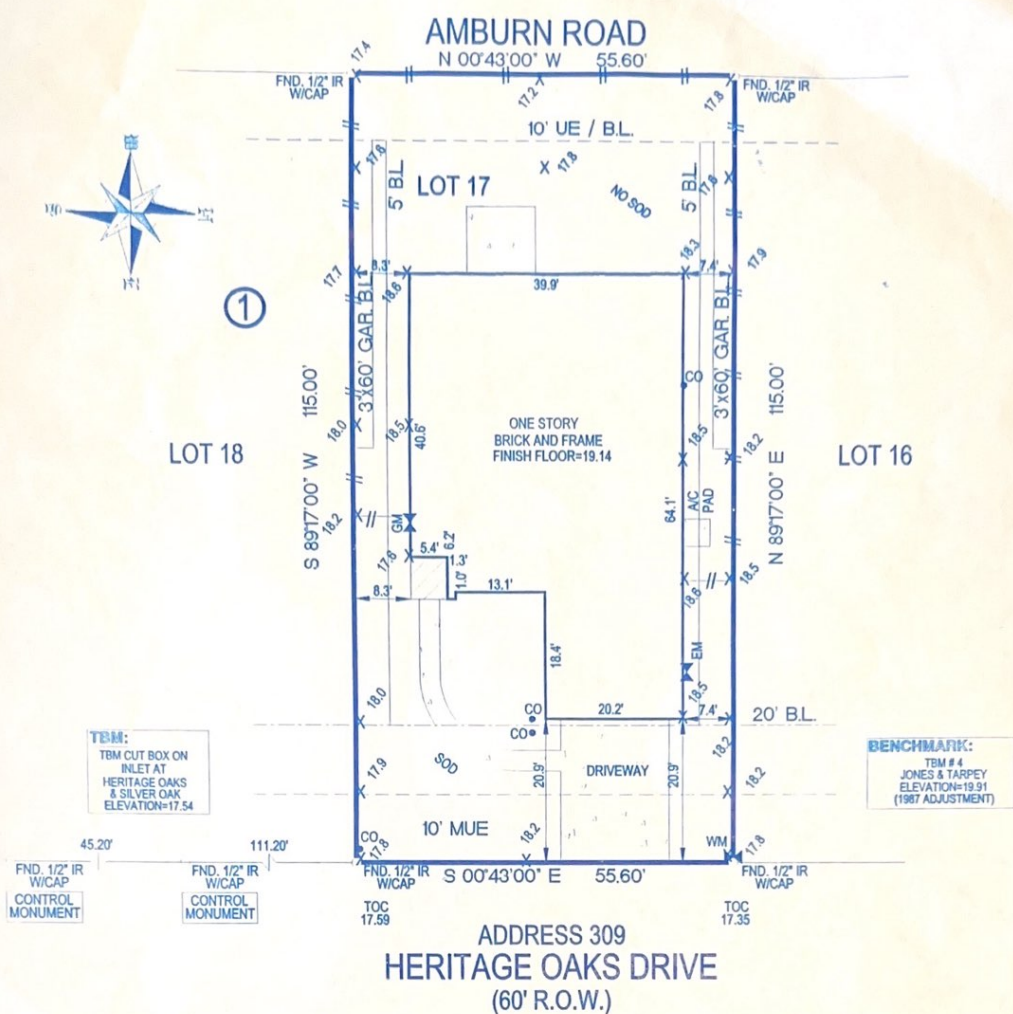 AMBURN ROAD
N 00°43'00" W 55.60'
17.4
FND. 1/2" IR
W/CAP
17.2
17.8
FND. 1/2" IR
W/CAP
10' UE / B.L.
17.6
17.8
17.6
5' B.L.
LOT 17
NO SOD
5' B.L.
17.7
8.3'
18.6
39.9'
18.3
7.4'
17.9
1
3'x60' GAR. B.L.
3'x60' GAR. B.L.
CO
S 89°17'00" W 115.00'
N 89°17'00" E 115.00'
18.0
18.5
40.6'
ONE STORY
BRICK AND FRAME
FINISH FLOOR=19.14
18.5
18.2
LOT 18
LOT 16
18.2
GM
64.1'
A/C
PAD
17.6
5.4'
6.2'
1.3'
1.0'
13.1'
8.3'
18.6
18.5
18.4'
EM
18.0
CO
CO
20.2'
18.5
7.4'
20' B.L.
18.2
TBM:
TBM CUT BOX ON
INLET AT
HERITAGE OAKS
& SILVER OAK
ELEVATION=17.54
17.9
SOD
20.9'
DRIVEWAY
20.9'
18.2
BENCHMARK:
TBM # 4
JONES & TARPEY
ELEVATION=19.91
(1987 ADJUSTMENT)
10' MUE
18.2
CO
17.8
WM
17.8
45.20'
111.20'
FND. 1/2" IR
W/CAP
CONTROL
MONUMENT
FND. 1/2" IR
W/CAP
CONTROL
MONUMENT
FND. 1/2" IR
W/CAP
S 00°43'00" E 55.60'
FND. 1/2" IR
W/CAP
TOC
17.59
TOC
17.35
ADDRESS 309
HERITAGE OAKS DRIVE
(60' R.O.W.)